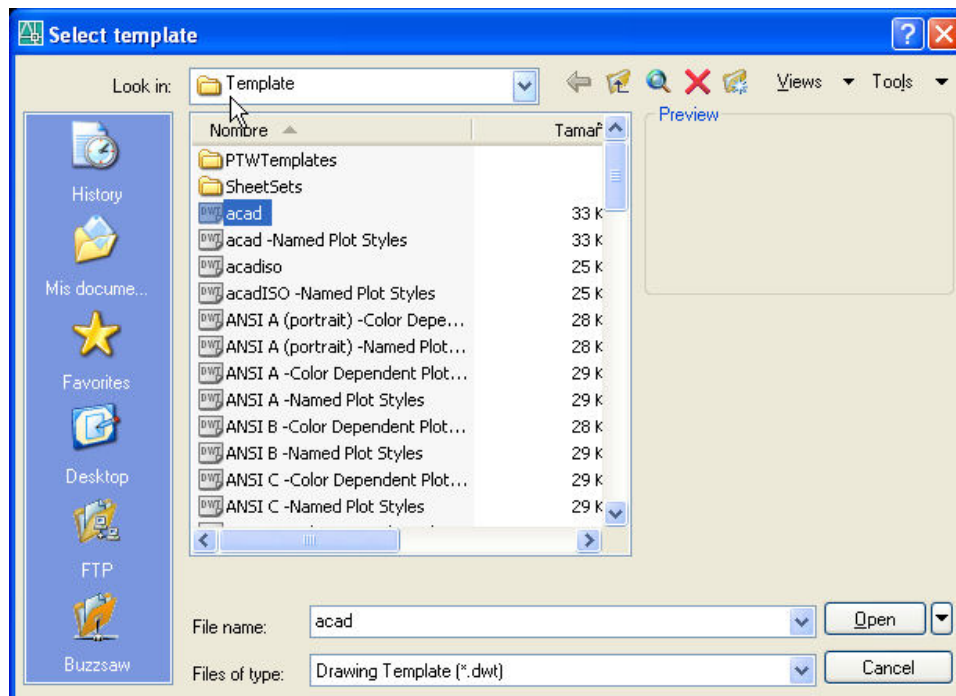 Select template
Look in: Template Views Tools
History
Mis docume...
Favorites
Desktop
FTP
Buzzsaw
Nombre Tamañ
PTWTemplates
SheetSets
acad 33 K
acad -Named Plot Styles 33 K
acadiso 25 K
acadISO -Named Plot Styles 25 K
ANSI A (portrait) -Color Depe... 28 K
ANSI A (portrait) -Named Plot... 28 K
ANSI A -Color Dependent Plot... 29 K
ANSI A -Named Plot Styles 29 K
ANSI B -Color Dependent Plot... 28 K
ANSI B -Named Plot Styles 29 K
ANSI C -Color Dependent Plot... 29 K
ANSI C -Named Plot Styles 29 K
Preview
File name: acad Open
Files of type: Drawing Template (*.dwt) Cancel